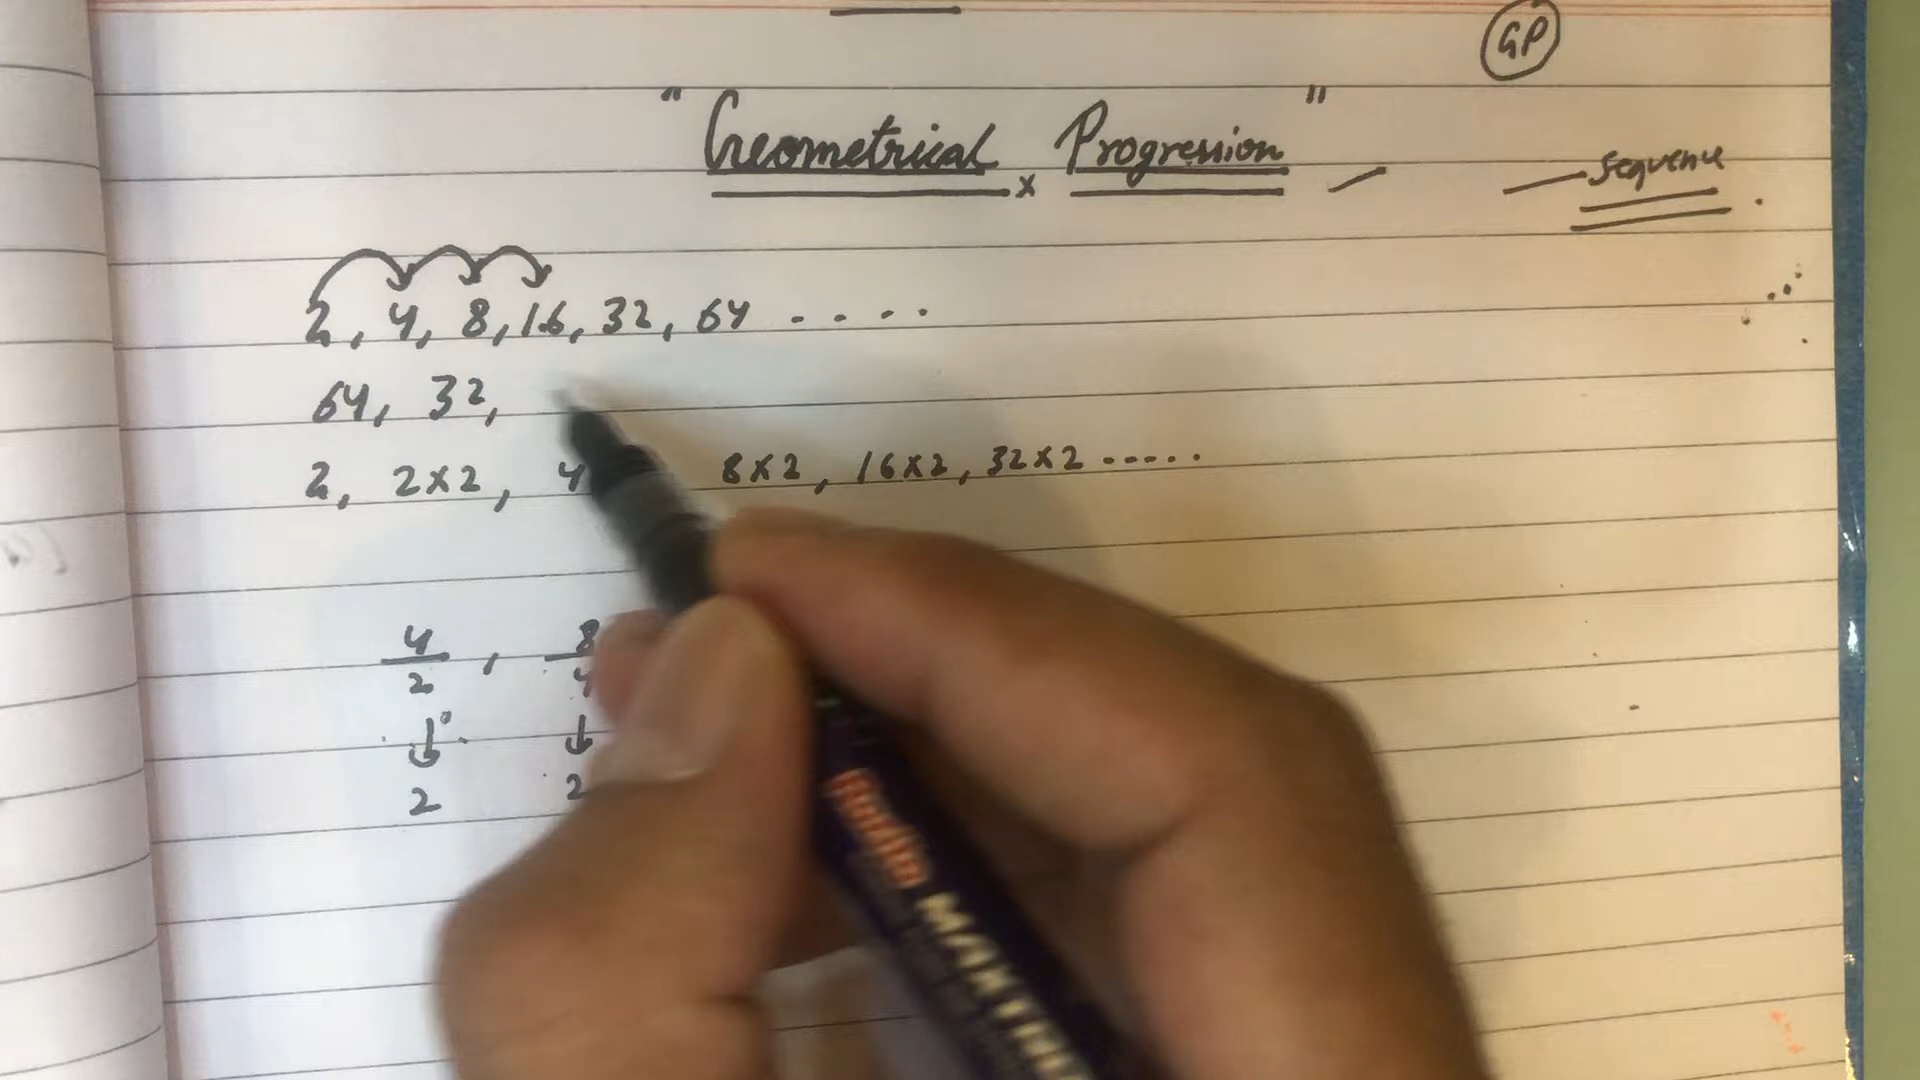 GP
" Geometrical Progression "
sequence
2, 4, 8, 16, 32, 64 ....
64, 32,
2, 2×2, 4 8×2, 16×2, 32×2 .....
4/2, 8/4
↓ ↓
2 2